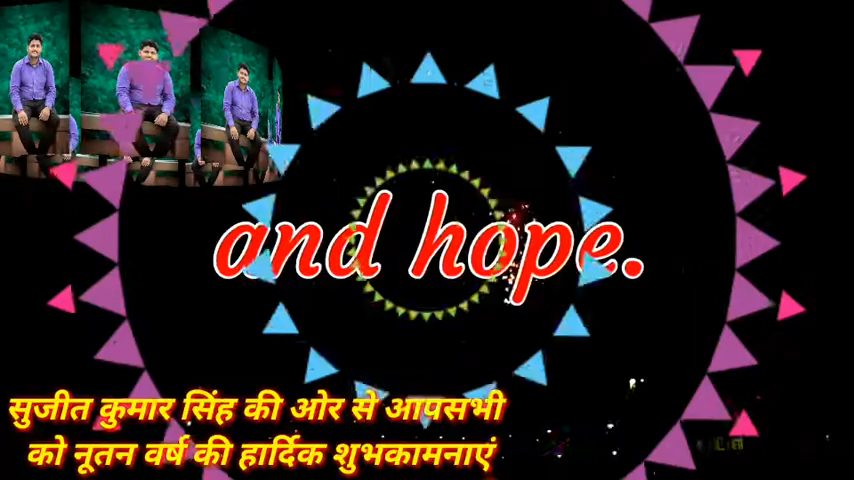 and hope.
सुजीत कुमार सिंह की ओर से आपसभी
को नूतन वर्ष की हार्दिक शुभकामनाएं